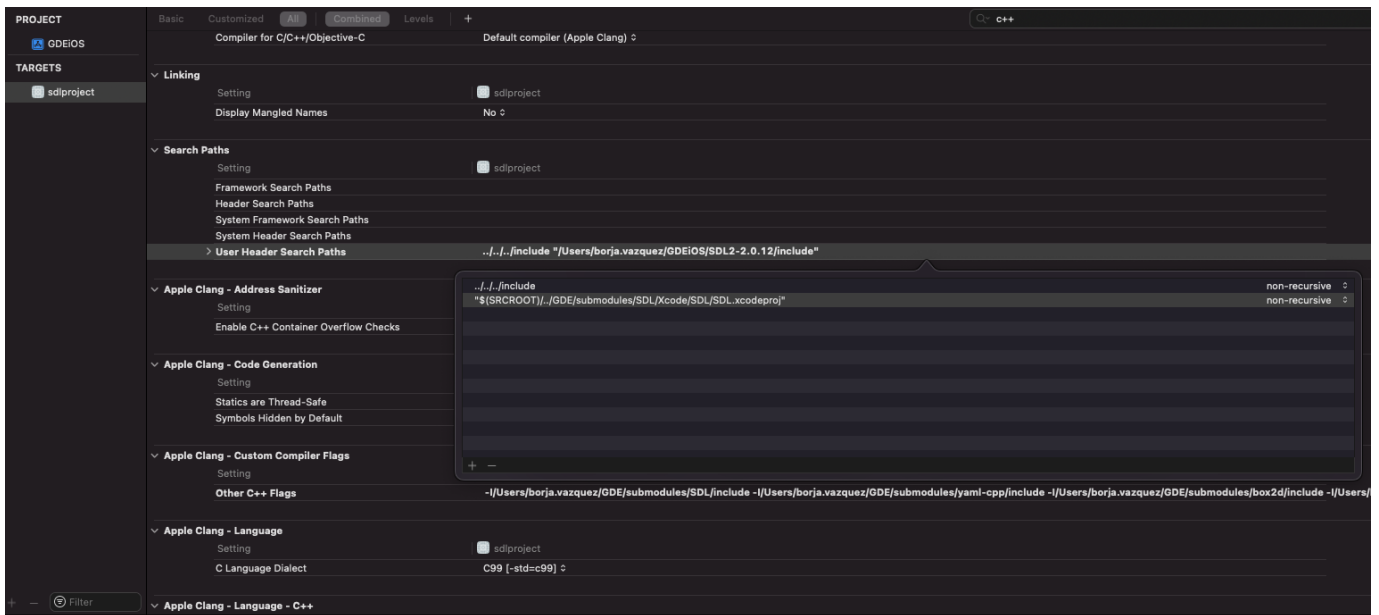 PROJECT
GDEiOS
TARGETS
sdlproject
Filter
Basic Customized All Combined Levels +
c++
Compiler for C/C++/Objective-C Default compiler (Apple Clang)
Linking
Setting sdlproject
Display Mangled Names No
Search Paths
Setting sdlproject
Framework Search Paths
Header Search Paths
System Framework Search Paths
System Header Search Paths
User Header Search Paths ../../../include "/Users/borja.vazquez/GDEiOS/SDL2-2.0.12/include"
../../../include non-recursive
"$(SRCROOT)/../GDE/submodules/SDL/Xcode/SDL/SDL.xcodeproj" non-recursive
+ −
Apple Clang - Address Sanitizer
Setting
Enable C++ Container Overflow Checks
Apple Clang - Code Generation
Setting
Statics are Thread-Safe
Symbols Hidden by Default
Apple Clang - Custom Compiler Flags
Setting
Other C++ Flags -I/Users/borja.vazquez/GDE/submodules/SDL/include -I/Users/borja.vazquez/GDE/submodules/yaml-cpp/include -I/Users/borja.vazquez/GDE/submodules/box2d/include -I/Users/
Apple Clang - Language
Setting sdlproject
C Language Dialect C99 [-std=c99]
Apple Clang - Language - C++